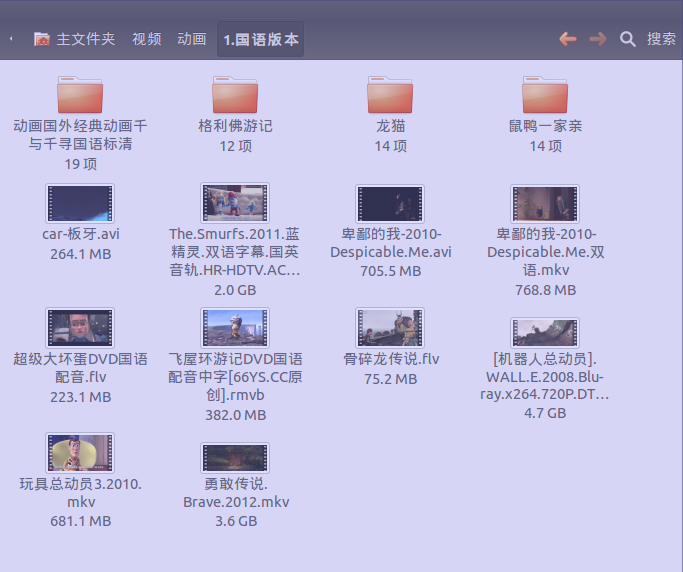 主文件夹 视频 动画 1.国语版本 搜索
动画国外经典动画千
与千寻国语标清
19 项
格利佛游记
12 项
龙猫
14 项
鼠鸭一家亲
14 项
car-板牙.avi
264.1 MB
The.Smurfs.2011.蓝
精灵.双语字幕.国英
音轨.HR-HDTV.AC...
2.0 GB
卑鄙的我-2010-
Despicable.Me.avi
705.5 MB
卑鄙的我-2010-
Despicable.Me.双
语.mkv
768.8 MB
超级大坏蛋DVD国语
配音.flv
223.1 MB
飞屋环游记DVD国语
配音中字[66YS.CC原
创].rmvb
382.0 MB
骨碎龙传说.flv
75.2 MB
[机器人总动员].
WALL.E.2008.Blu-
ray.x264.720P.DT...
4.7 GB
玩具总动员3.2010.
mkv
681.1 MB
勇敢传说.
Brave.2012.mkv
3.6 GB